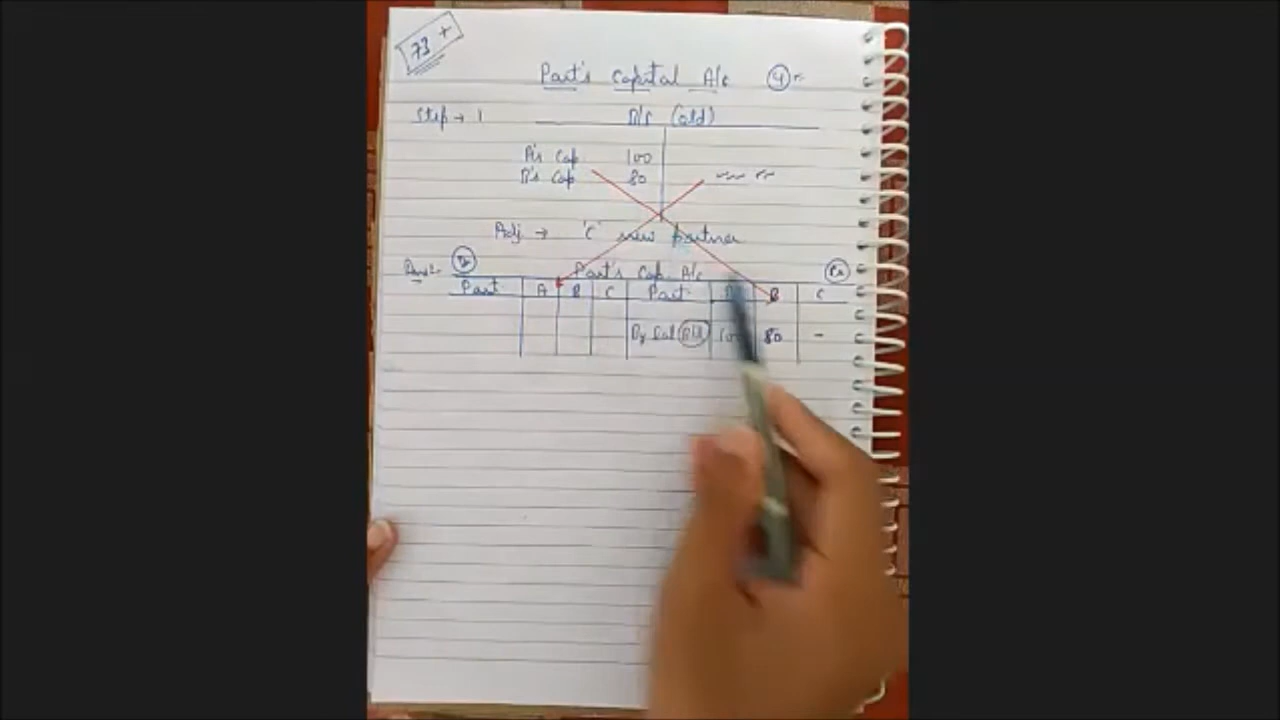 73 +
Part's Capital A/c 4
Step → 1 B/S (old)
A's Cap 100
B's Cap 80
Adj → 'C' new partner
Part's Cap A/c
Dr Cr
Part A B C Part B C
By Bal B/d 100 80 -